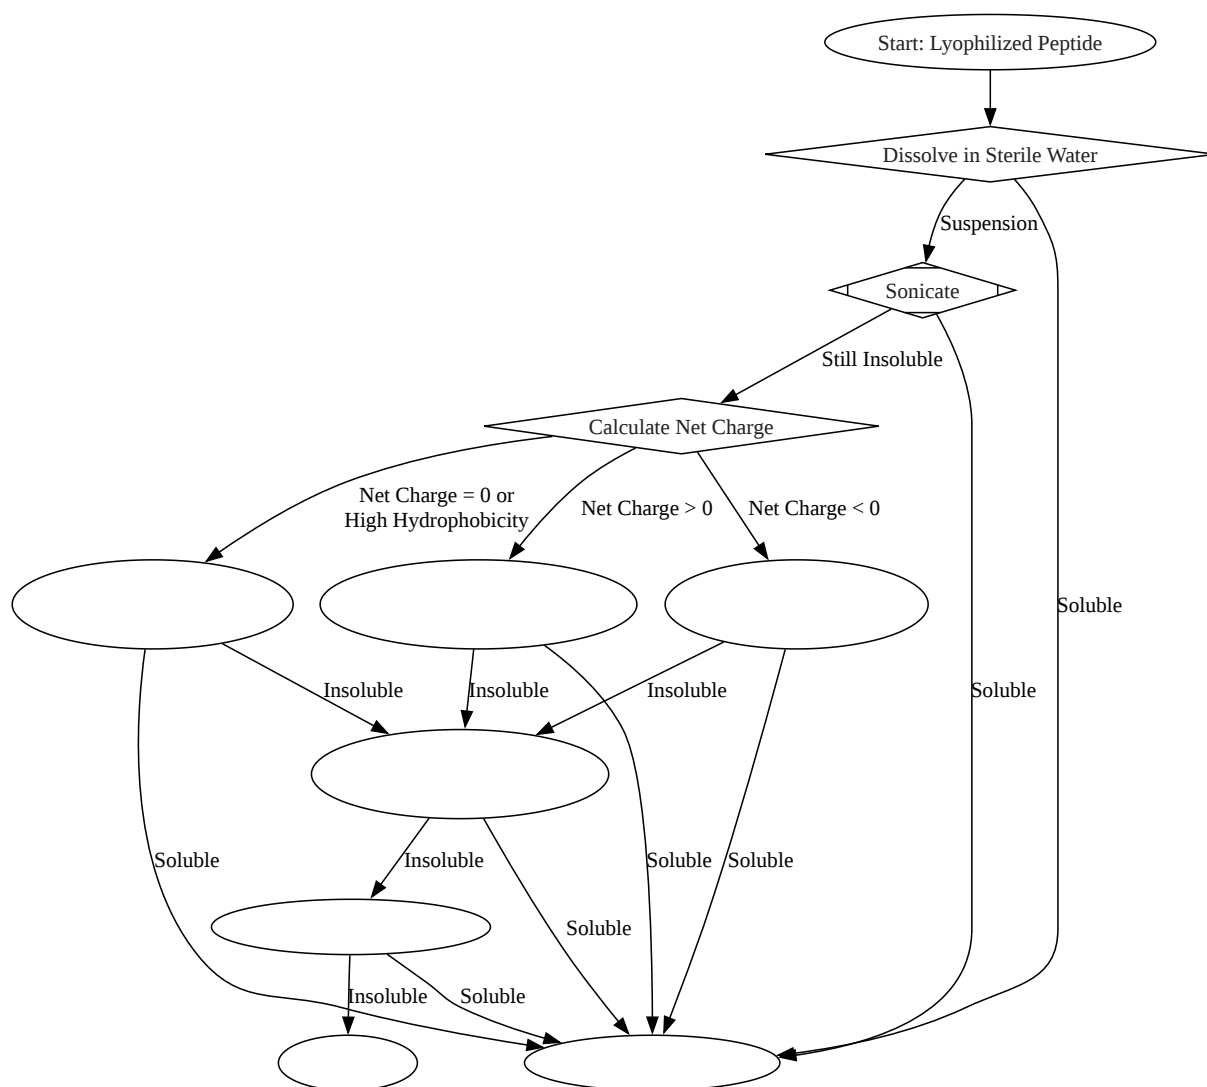 Start: Lyophilized Peptide
Dissolve in Sterile Water
Suspension
Sonicate
Still Insoluble
Calculate Net Charge
Net Charge = 0 or
High Hydrophobicity
Net Charge > 0
Net Charge < 0
Soluble
Insoluble
Insoluble
Insoluble
Soluble
Soluble
Insoluble
Soluble
Soluble
Soluble
Insoluble
Soluble